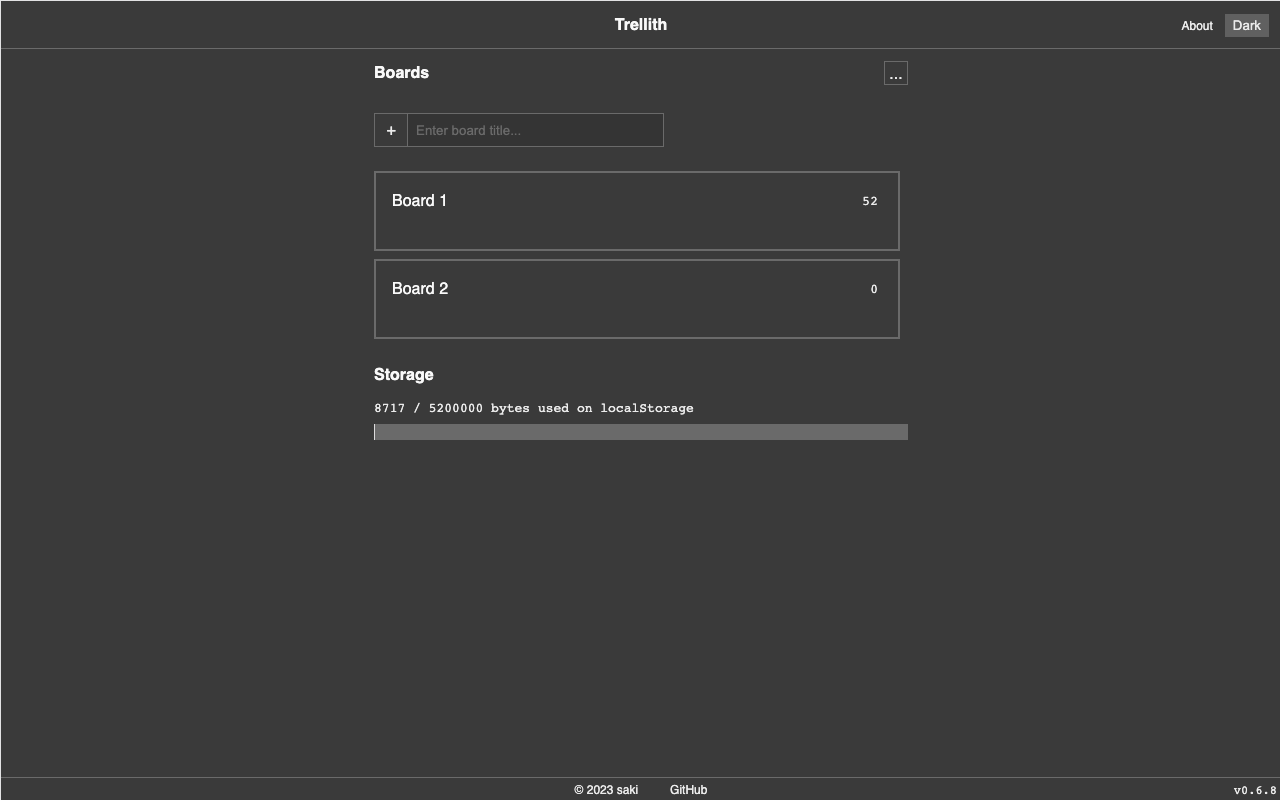 Trellith
About
Dark
Boards
...
+
Enter board title...
Board 1
52
Board 2
0
Storage
8717 / 5200000 bytes used on localStorage
© 2023 saki
GitHub
v0.6.8